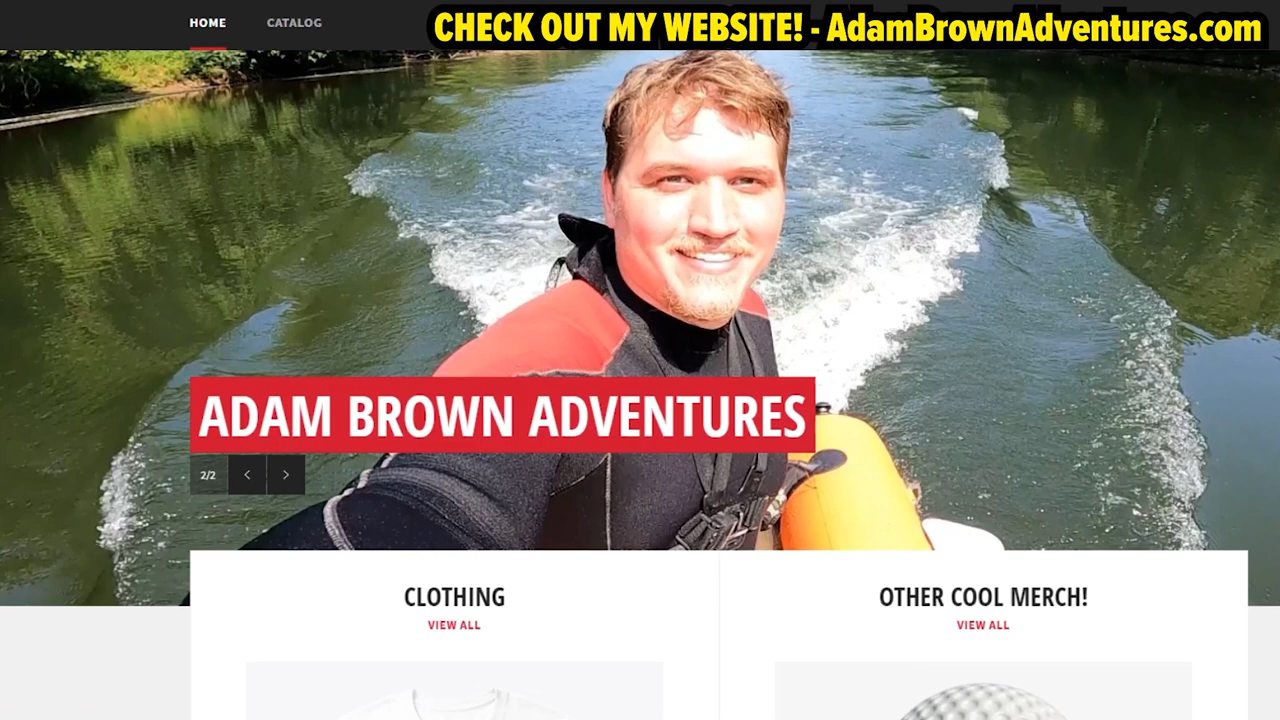 HOME CATALOG
CHECK OUT MY WEBSITE! - AdamBrownAdventures.com
ADAM BROWN ADVENTURES
2/2
CLOTHING
VIEW ALL
OTHER COOL MERCH!
VIEW ALL